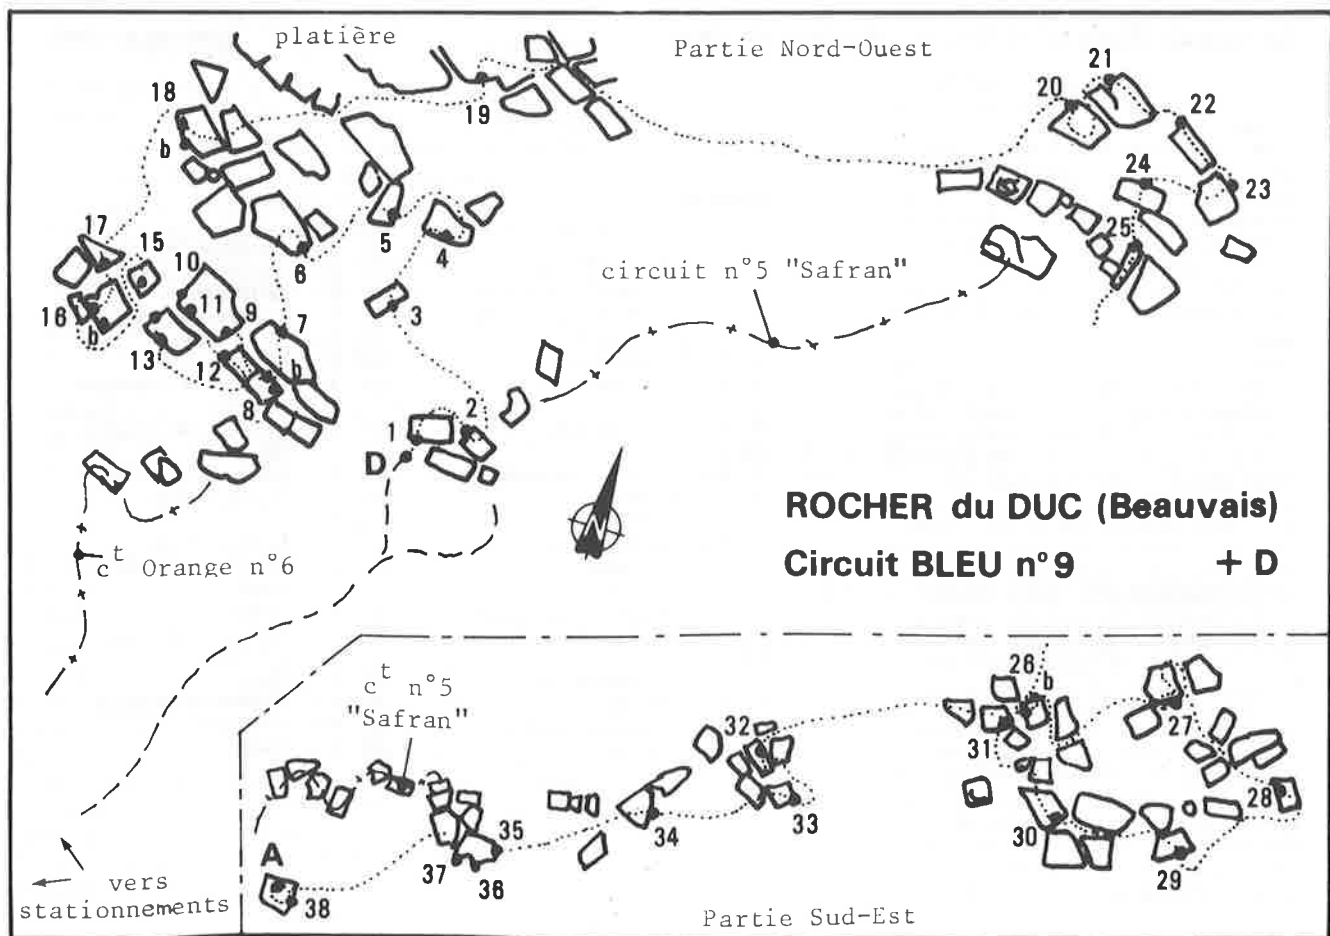 platière
Partie Nord-Ouest
21
20
22
18
19
b
24
23
17
15
5
4
25
10
6
circuit n°5 "Safran"
11
9
3
16
b
7
13
12
b
8
2
1
D
ROCHER du DUC (Beauvais)
Circuit BLEU n°9 + D
N
cᵗ Orange n°6
cᵗ n°5
"Safran"
26
b
27
32
31
28
30
33
34
35
29
37
36
A
38
vers
stationnements
Partie Sud-Est